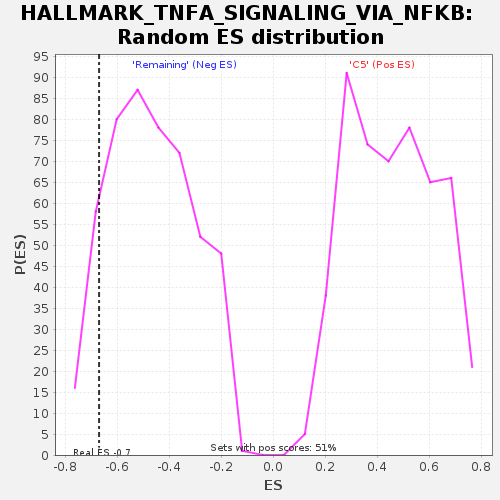 HALLMARK_TNFA_SIGNALING_VIA_NFKB:
Random ES distribution
'Remaining' (Neg ES)
'C5' (Pos ES)
95
90
85
80
75
70
65
60
55
50
45
40
35
30
25
20
15
10
5
0
P(ES)
Real ES -0.7
Sets with pos scores: 51%
-0.8 -0.6 -0.4 -0.2 0.0 0.2 0.4 0.6 0.8
ES